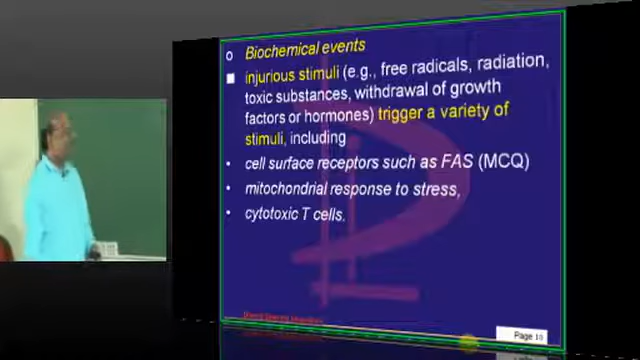 Biochemical events
injurious stimuli (e.g., free radicals, radiation,
toxic substances, withdrawal of growth
factors or hormones) trigger a variety of
stimuli, including
• cell surface receptors such as FAS (MCQ)
• mitochondrial response to stress,
• cytotoxic T cells.
Page 10